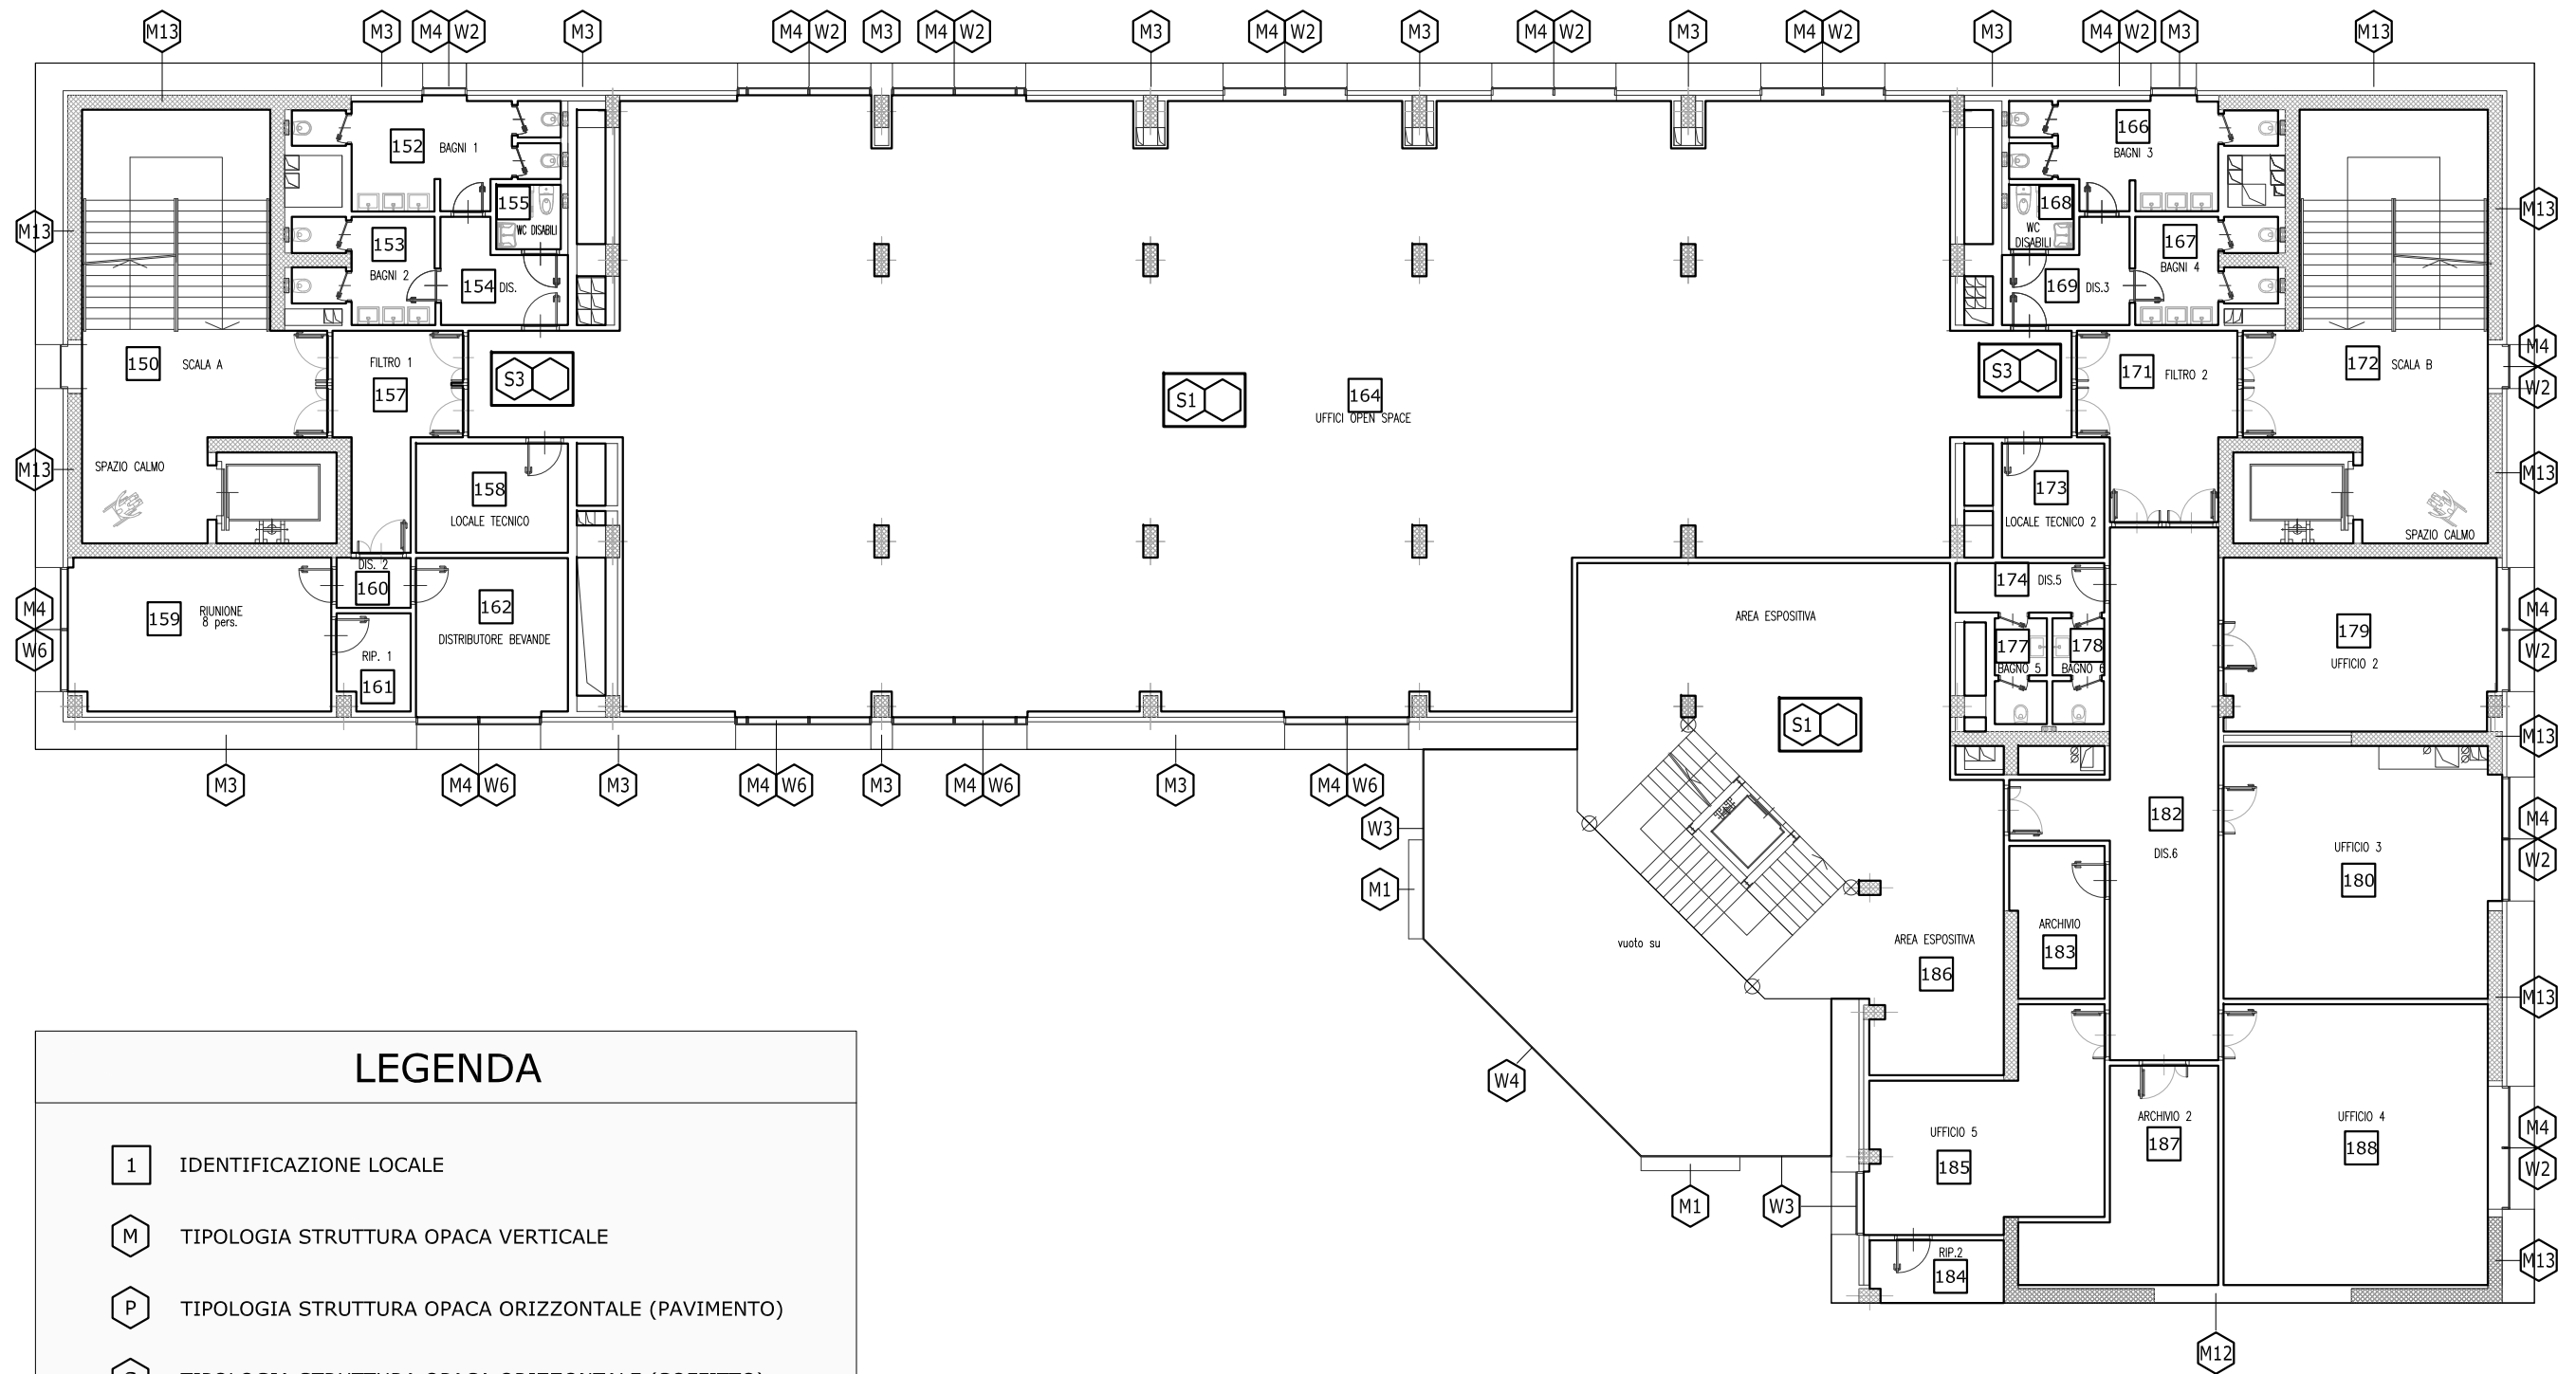 M13 M3 M4 W2 M3 M4 W2 M3 M4 W2 M3 M4 W2 M3 M4 W2 M3 M4 W2 M3 M4 W2 M3 M13
152 BAGNI 1
155
WC DISABILI
153
BAGNI 2
154 DIS.
166
BAGNI 3
168
WC
DISABILI
167
BAGNI 4
169 DIS.3
M13
M13
150 SCALA A
FILTRO 1
157
S3
S1
164
UFFICI OPEN SPACE
S3
171 FILTRO 2
172 SCALA B
M4
W2
M13
SPAZIO CALMO
158
LOCALE TECNICO
173
LOCALE TECNICO 2
SPAZIO CALMO
M13
M4
W6
159
RIUNIONE
8 pers.
DIS. 2
160
RIP. 1
161
162
DISTRIBUTORE BEVANDE
AREA ESPOSITIVA
S1
174 DIS.5
177
BAGNO 5
178
BAGNO 6
179
UFFICIO 2
M4
W2
M13
M3 M4 W6 M3 M4 W6 M3 M4 W6 M3 M4 W6
W3
M1
vuoto su
AREA ESPOSITIVA
186
182
DIS.6
ARCHIVIO
183
UFFICIO 3
180
M4
W2
M13
W4
UFFICIO 5
185
ARCHIVIO 2
187
UFFICIO 4
188
M4
W2
M1
W3
RIP.2
184
M13
M12
LEGENDA
1 IDENTIFICAZIONE LOCALE
M TIPOLOGIA STRUTTURA OPACA VERTICALE
P TIPOLOGIA STRUTTURA OPACA ORIZZONTALE (PAVIMENTO)
S TIPOLOGIA STRUTTURA OPACA ORIZZONTALE (SOFFITTO)